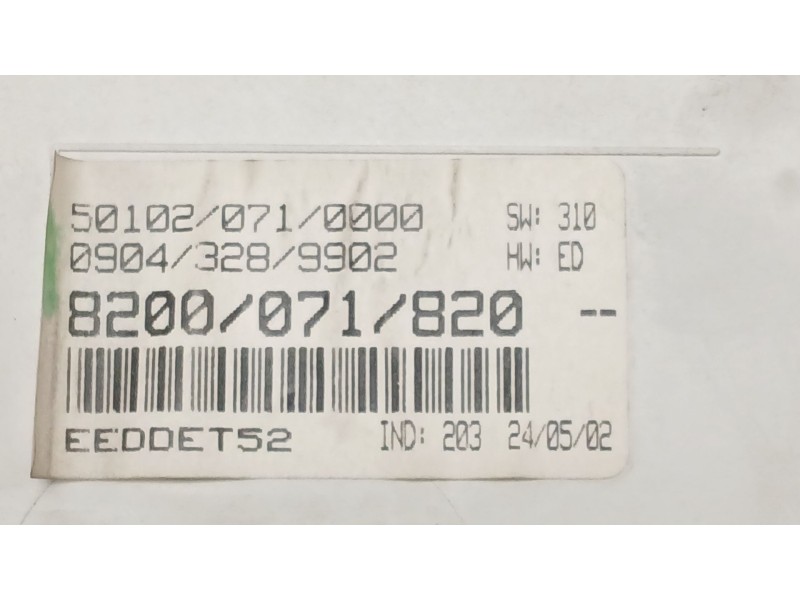 50102/071/0000 SW: 310
0904/328/9902 HW: ED
8200/071/820 --
EEDDET52 IND: 203 24/05/02